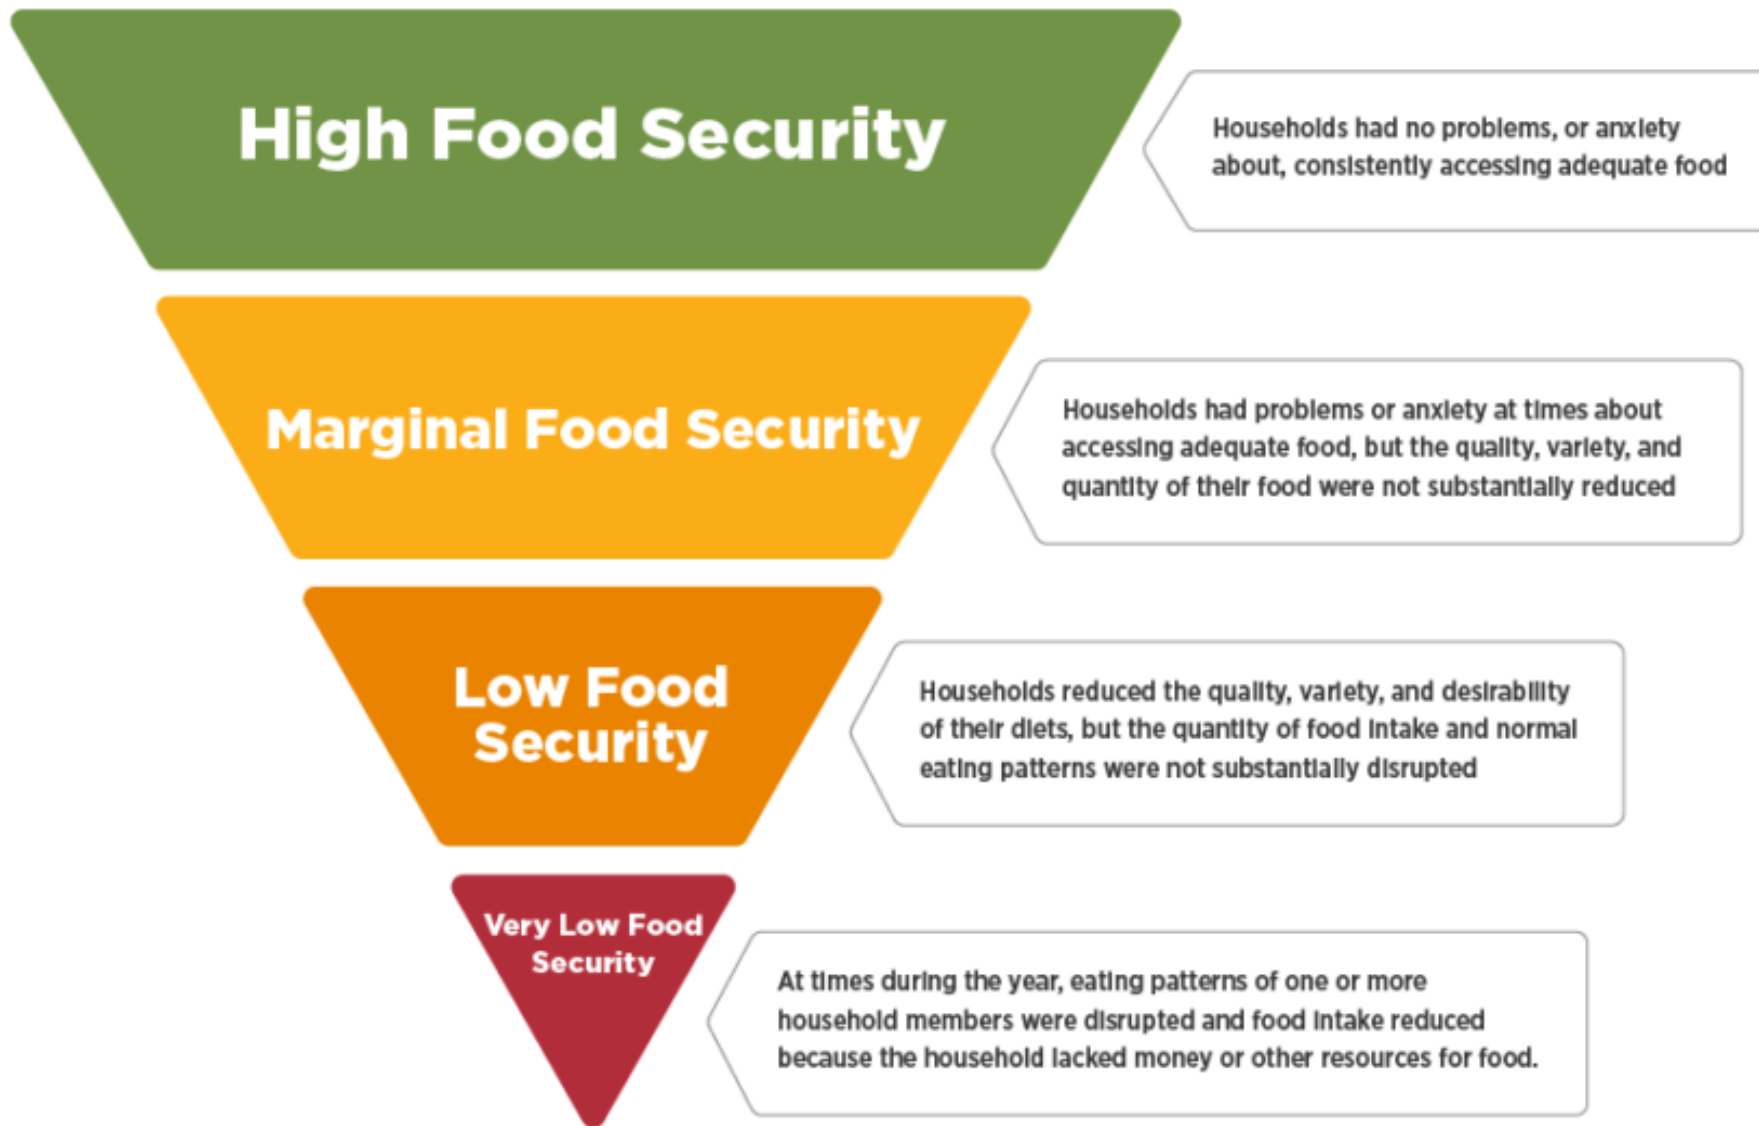 High Food Security
Households had no problems, or anxiety
about, consistently accessing adequate food
Marginal Food Security
Households had problems or anxiety at times about
accessing adequate food, but the quality, variety, and
quantity of their food were not substantially reduced
Low Food
Security
Households reduced the quality, variety, and desirability
of their diets, but the quantity of food intake and normal
eating patterns were not substantially disrupted
Very Low Food
Security
At times during the year, eating patterns of one or more
household members were disrupted and food intake reduced
because the household lacked money or other resources for food.